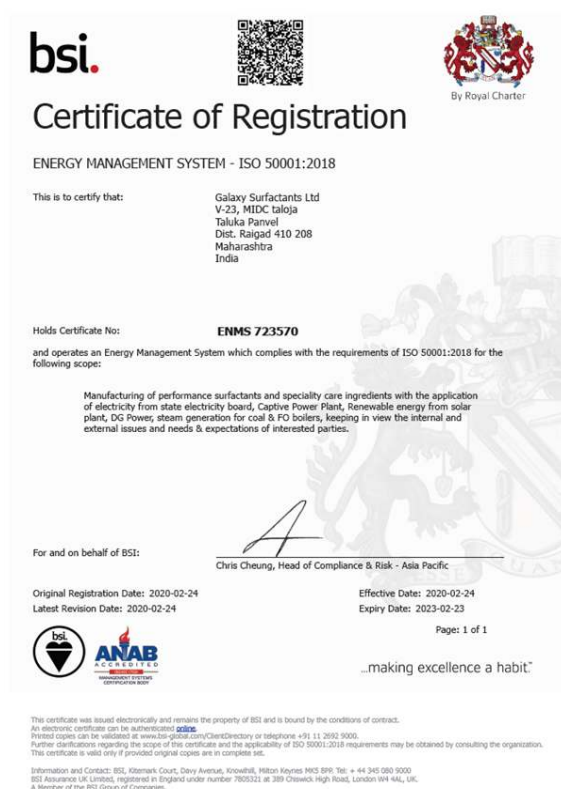 bsi.
By Royal Charter
Certificate of Registration
ENERGY MANAGEMENT SYSTEM - ISO 50001:2018
This is to certify that:
Galaxy Surfactants Ltd
V-23, MIDC taloja
Taluka Panvel
Dist. Raigad 410 208
Maharashtra
India
Holds Certificate No:
ENMS 723570
and operates an Energy Management System which complies with the requirements of ISO 50001:2018 for the
following scope:
Manufacturing of performance surfactants and speciality care ingredients with the application
of electricity from state electricity board, Captive Power Plant, Renewable energy from solar
plant, DG Power, steam generation for coal & FO boilers, keeping in view the internal and
external issues and needs & expectations of interested parties.
For and on behalf of BSI:
Chris Cheung, Head of Compliance & Risk - Asia Pacific
Original Registration Date: 2020-02-24
Effective Date: 2020-02-24
Latest Revision Date: 2020-02-24
Expiry Date: 2023-02-23
Page: 1 of 1
bsi.
ANAB
ACCREDITED
MANAGEMENT SYSTEMS
CERTIFICATION BODY
...making excellence a habit.™
This certificate was issued electronically and remains the property of BSI and is bound by the conditions of contract.
An electronic certificate can be authenticated online.
Printed copies can be validated at www.bsi-global.com/ClientDirectory or telephone +91 11 2692 9000.
Further clarifications regarding the scope of this certificate and the applicability of ISO 50001:2018 requirements may be obtained by consulting the organization.
This certificate is valid only if provided original copies are in complete set.
Information and Contact: BSI, Kitemark Court, Davy Avenue, Knowlhill, Milton Keynes MK5 8PP. Tel: + 44 345 080 9000
BSI Assurance UK Limited, registered in England under number 7805321 at 389 Chiswick High Road, London W4 4AL, UK.
A Member of the BSI Group of Companies.